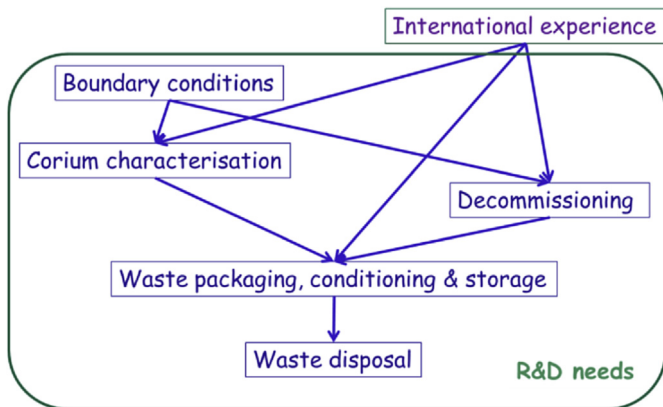 International experience
Boundary conditions
Corium characterisation
Decommissioning
Waste packaging, conditioning & storage
Waste disposal
R&D needs